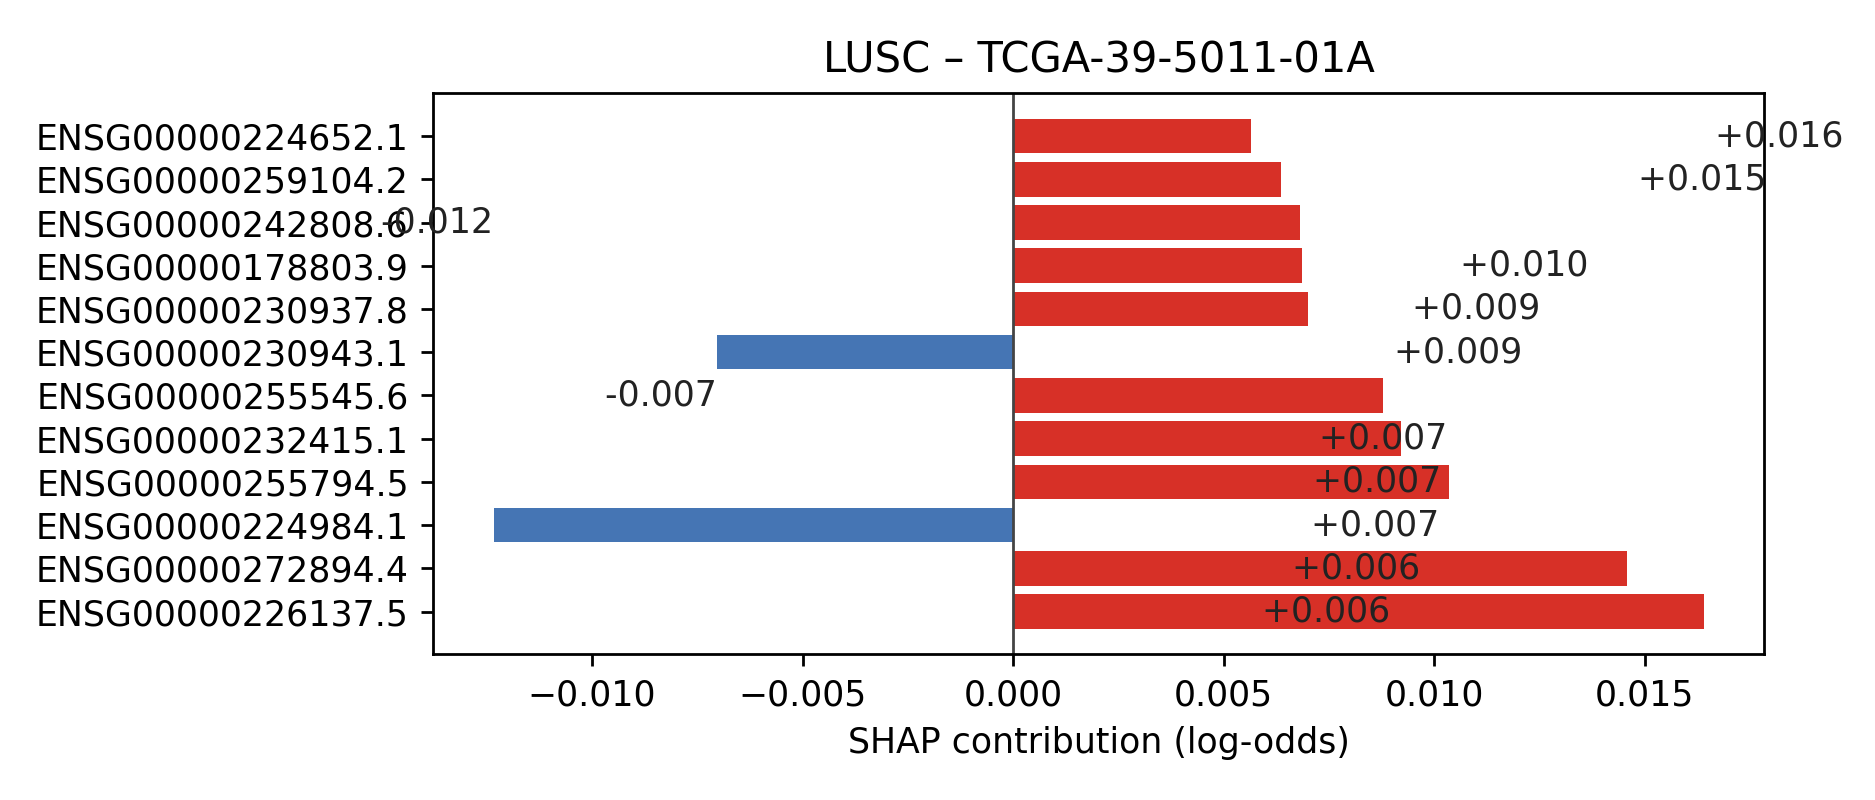 LUSC – TCGA-39-5011-01A
ENSG00000224652.1 +0.016
ENSG00000259104.2 +0.015
ENSG00000242808.6 -0.012
ENSG00000178803.9 +0.010
ENSG00000230937.8 +0.009
ENSG00000230943.1 +0.009
ENSG00000255545.6 -0.007
ENSG00000232415.1 +0.007
ENSG00000255794.5 +0.007
ENSG00000224984.1 +0.007
ENSG00000272894.4 +0.006
ENSG00000226137.5 +0.006
−0.010 −0.005 0.000 0.005 0.010 0.015
SHAP contribution (log-odds)